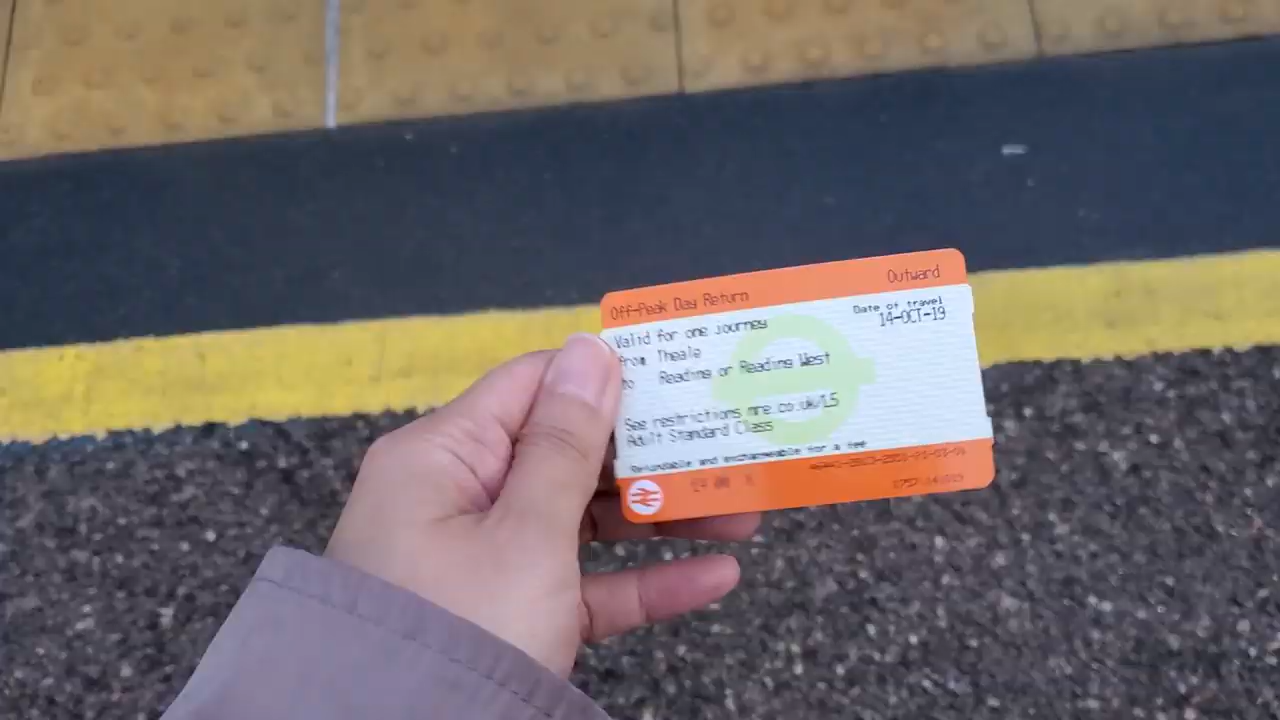 Off-Peak Day Return Outward
Valid for one journey
Date of travel
14-OCT-19
from Theale
to Reading or Reading West
See restrictions nre.co.uk/L5
Adult Standard Class
Refundable and exchangeable for a fee